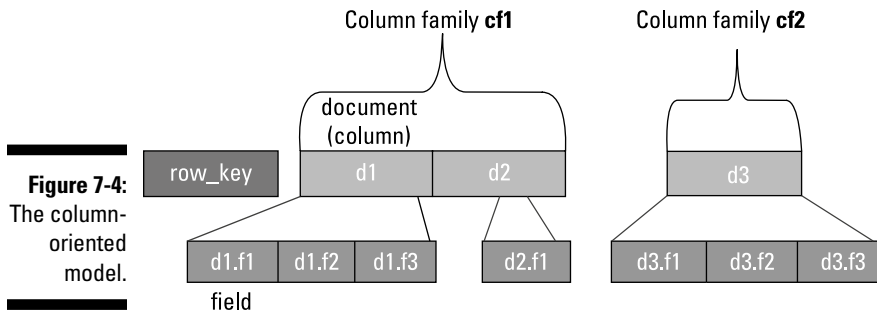 Column family cf1
Column family cf2
document
(column)
row_key
d1
d2
d3
Figure 7-4:
The column-
oriented
model.
d1.f1
d1.f2
d1.f3
d2.f1
d3.f1
d3.f2
d3.f3
field